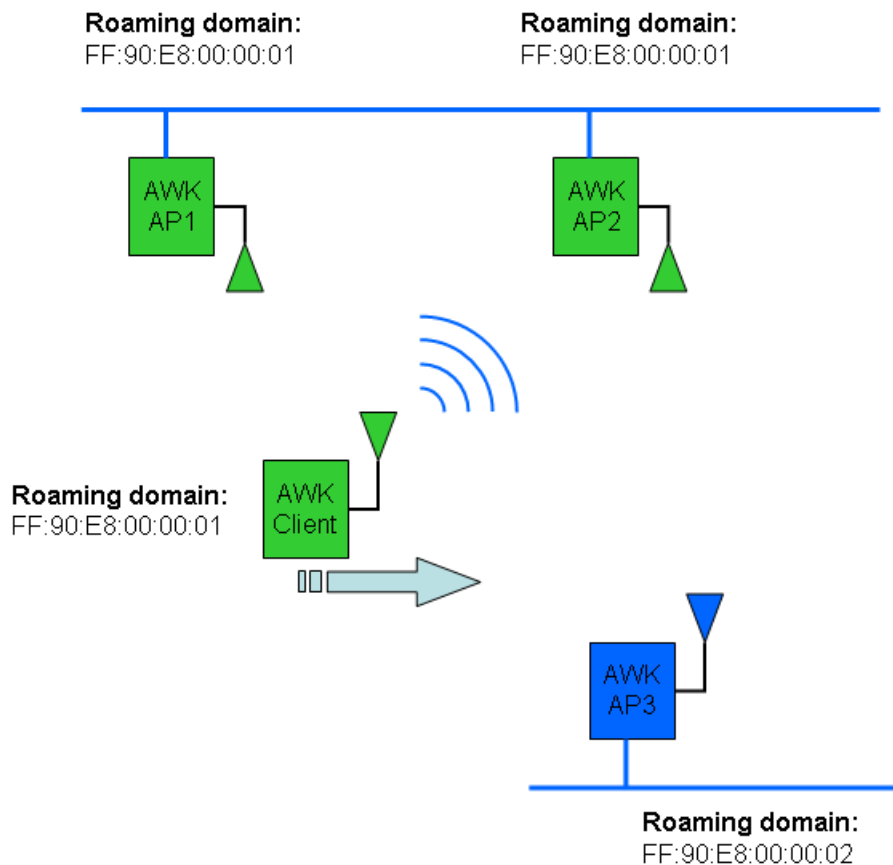 Roaming domain:
FF:90:E8:00:00:01
Roaming domain:
FF:90:E8:00:00:01
AWK
AP1
AWK
AP2
Roaming domain:
FF:90:E8:00:00:01
AWK
Client
AWK
AP3
Roaming domain:
FF:90:E8:00:00:02